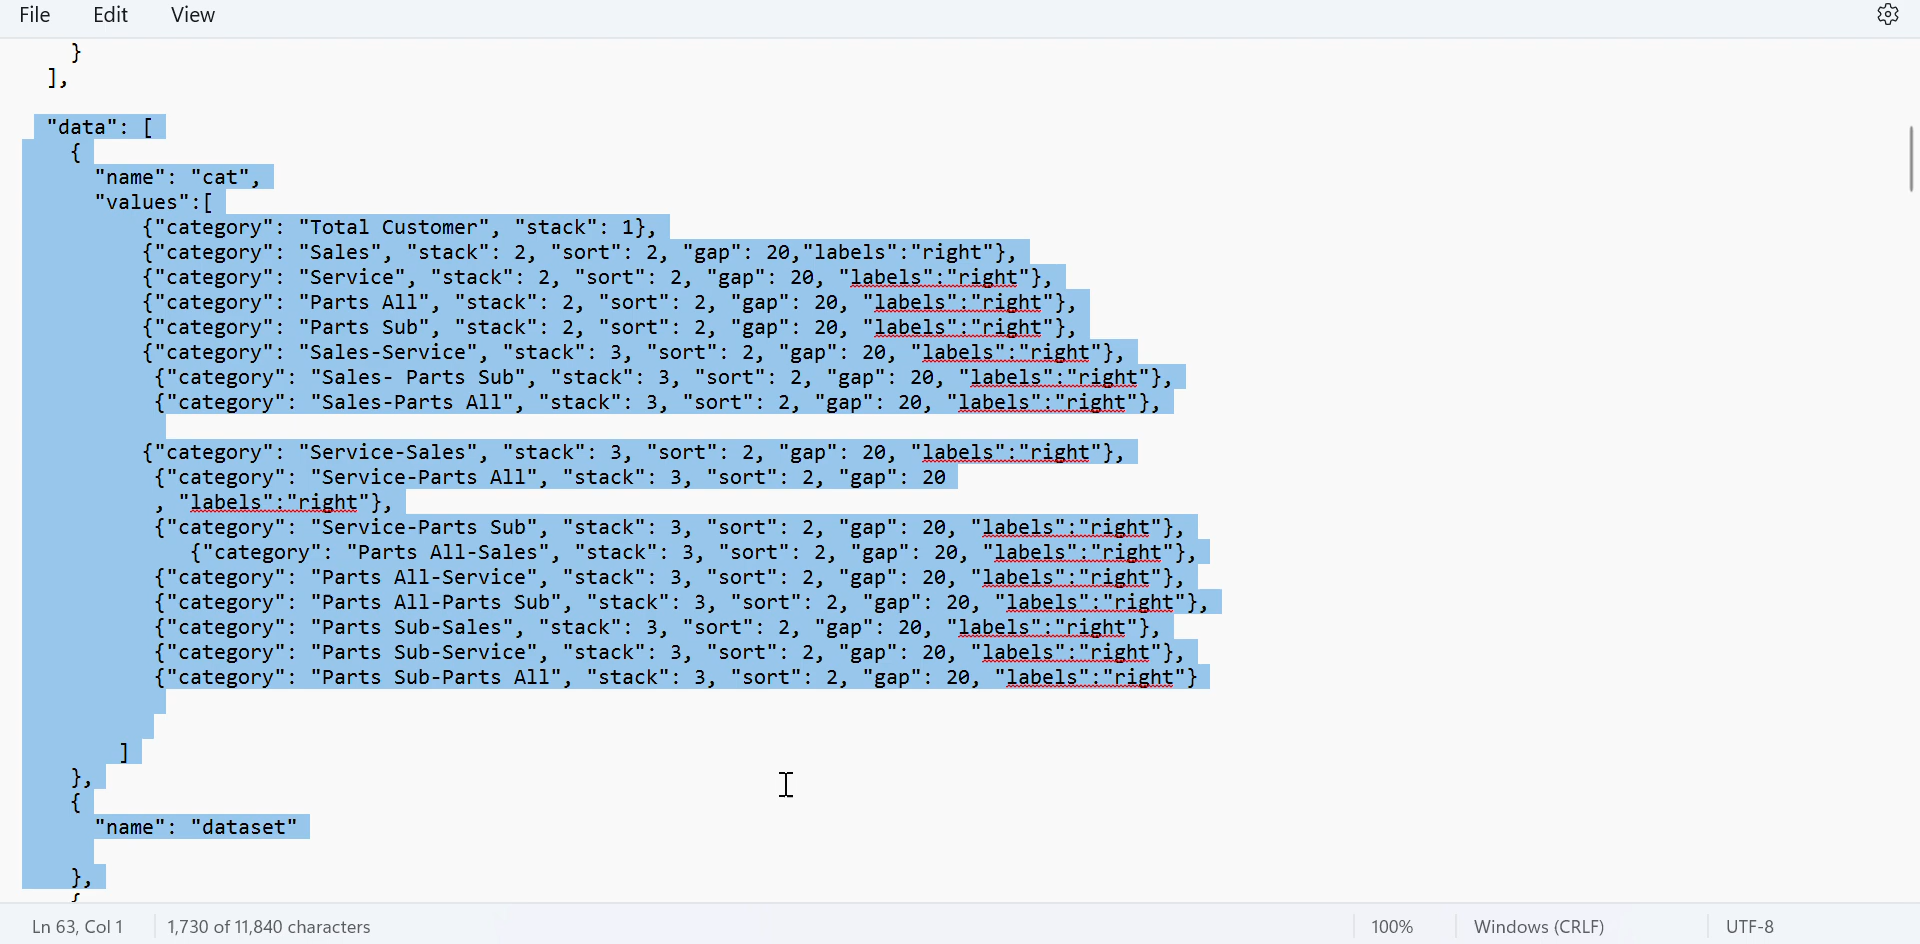 File Edit View
}
],
"data": [
{
"name": "cat",
"values":[
{"category": "Total Customer", "stack": 1},
{"category": "Sales", "stack": 2, "sort": 2, "gap": 20,"labels":"right"},
{"category": "Service", "stack": 2, "sort": 2, "gap": 20, "labels":"right"},
{"category": "Parts All", "stack": 2, "sort": 2, "gap": 20, "labels":"right"},
{"category": "Parts Sub", "stack": 2, "sort": 2, "gap": 20, "labels":"right"},
{"category": "Sales-Service", "stack": 3, "sort": 2, "gap": 20, "labels":"right"},
{"category": "Sales- Parts Sub", "stack": 3, "sort": 2, "gap": 20, "labels":"right"},
{"category": "Sales-Parts All", "stack": 3, "sort": 2, "gap": 20, "labels":"right"},
{"category": "Service-Sales", "stack": 3, "sort": 2, "gap": 20, "labels":"right"},
{"category": "Service-Parts All", "stack": 3, "sort": 2, "gap": 20
, "labels":"right"},
{"category": "Service-Parts Sub", "stack": 3, "sort": 2, "gap": 20, "labels":"right"},
{"category": "Parts All-Sales", "stack": 3, "sort": 2, "gap": 20, "labels":"right"},
{"category": "Parts All-Service", "stack": 3, "sort": 2, "gap": 20, "labels":"right"},
{"category": "Parts All-Parts Sub", "stack": 3, "sort": 2, "gap": 20, "labels":"right"},
{"category": "Parts Sub-Sales", "stack": 3, "sort": 2, "gap": 20, "labels":"right"},
{"category": "Parts Sub-Service", "stack": 3, "sort": 2, "gap": 20, "labels":"right"},
{"category": "Parts Sub-Parts All", "stack": 3, "sort": 2, "gap": 20, "labels":"right"}
]
},
{
"name": "dataset"
},
{
Ln 63, Col 1 1,730 of 11,840 characters 100% Windows (CRLF) UTF-8